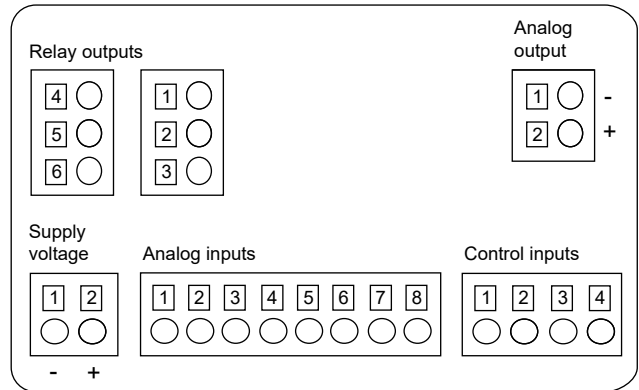 Relay outputs
4
5
6
1
2
3
Analog
output
1 -
2 +
Supply
voltage
1 2
- +
Analog inputs
1 2 3 4 5 6 7 8
Control inputs
1 2 3 4